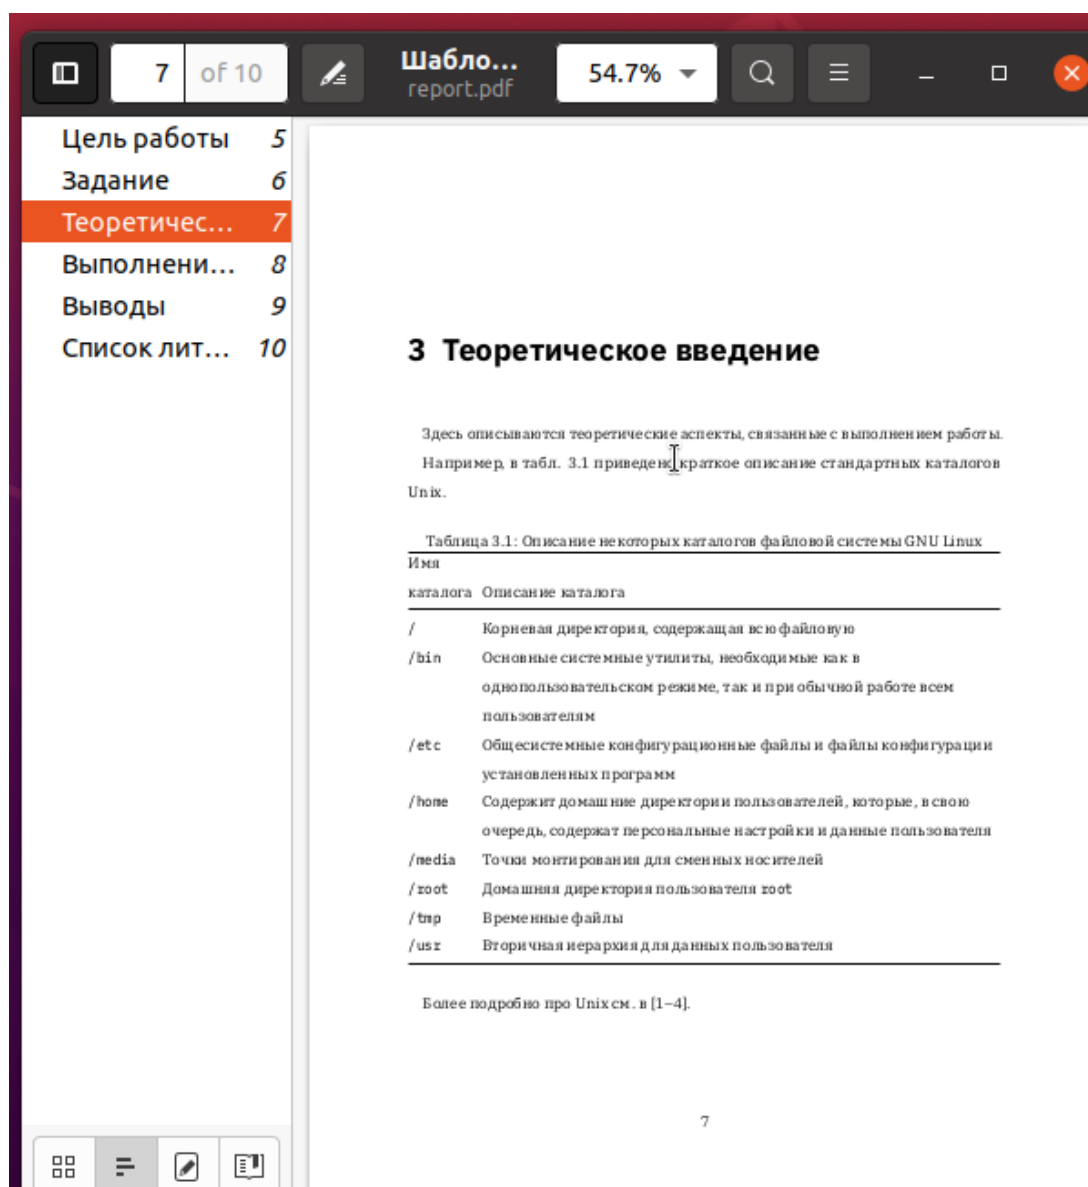 7 of 10
Шабло...
report.pdf
54.7%
Цель работы 5
Задание 6
Теоретичес... 7
Выполнени... 8
Выводы 9
Список лит... 10
3 Теоретическое введение
Здесь описываются теоретические аспекты, связанные с выполнением работы.
Например, в табл. 3.1 приведено краткое описание стандартных каталогов
Unix.
Таблица 3.1: Описание некоторых каталогов файловой системы GNU Linux
Имя
каталога Описание каталога
/ Корневая директория, содержащая всю файловую
/bin Основные системные утилиты, необходимые как в
однопользовательском режиме, так и при обычной работе всем
пользователям
/etc Общесистемные конфигурационные файлы и файлы конфигурации
установленных программ
/home Содержит домашние директории пользователей, которые, в свою
очередь, содержат персональные настройки и данные пользователя
/media Точки монтирования для сменных носителей
/root Домашняя директория пользователя root
/tmp Временные файлы
/usr Вторичная иерархия для данных пользователя
Более подробно про Unix см. в [1–4].
7